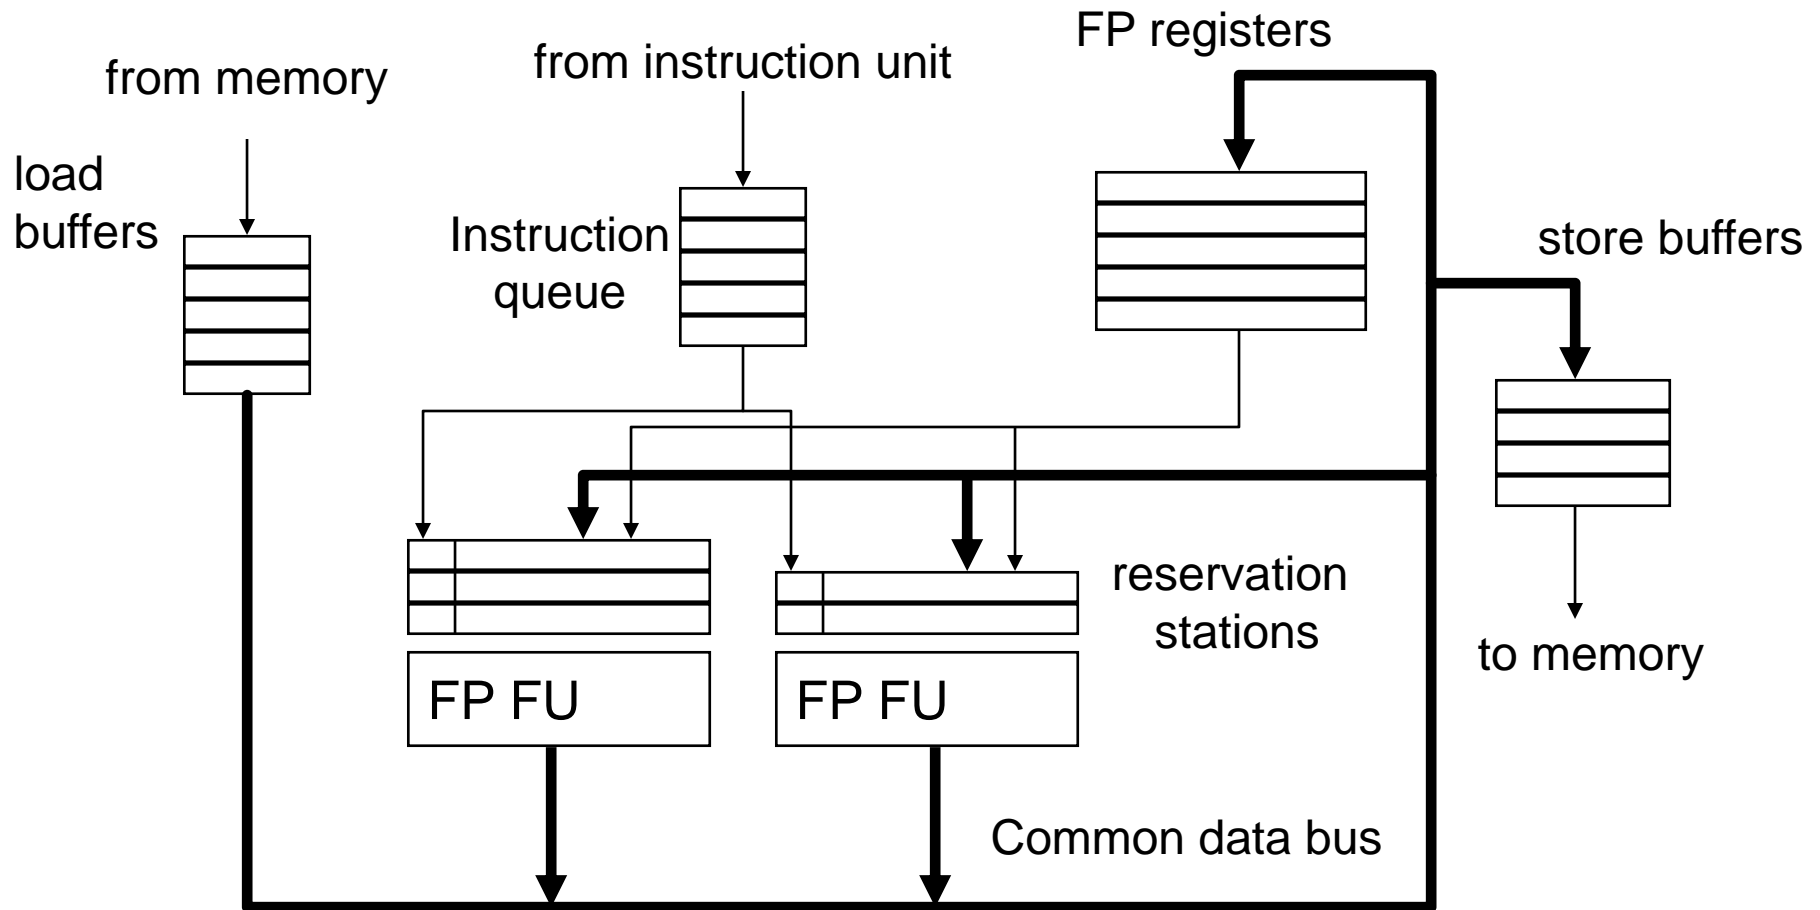 FP registers
from instruction unit
from memory
load
buffers
Instruction
queue
store buffers
reservation
stations
to memory
FP FU
FP FU
Common data bus